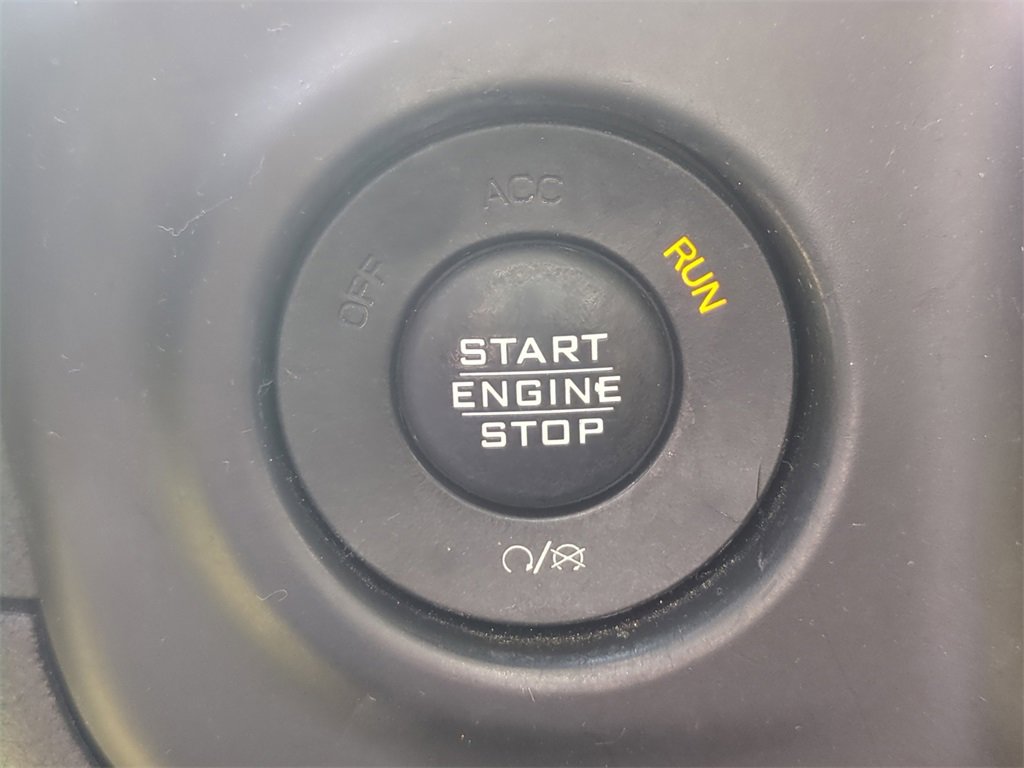 ACC
OFF
RUN
START
ENGINE
STOP